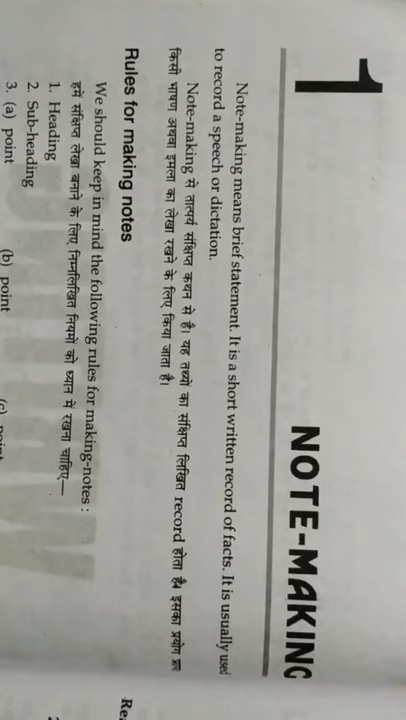 1
NOTE-MAKING
Note-making means brief statement. It is a short written record of facts. It is usually used
to record a speech or dictation.
Note-making से तात्पर्य संक्षिप्त कथन से है। यह तथ्यों का संक्षिप्त लिखित record होता है। इसका प्रयोग प्रायः
किसी भाषण अथवा इमला का लेखा रखने के लिए किया जाता है।
Rules for making notes
We should keep in mind the following rules for making-notes :
हमें संक्षिप्त लेखा बनाने के लिए निम्नलिखित नियमों को ध्यान में रखना चाहिए—
1. Heading
2. Sub-heading
3. (a) point (b) point (c) point